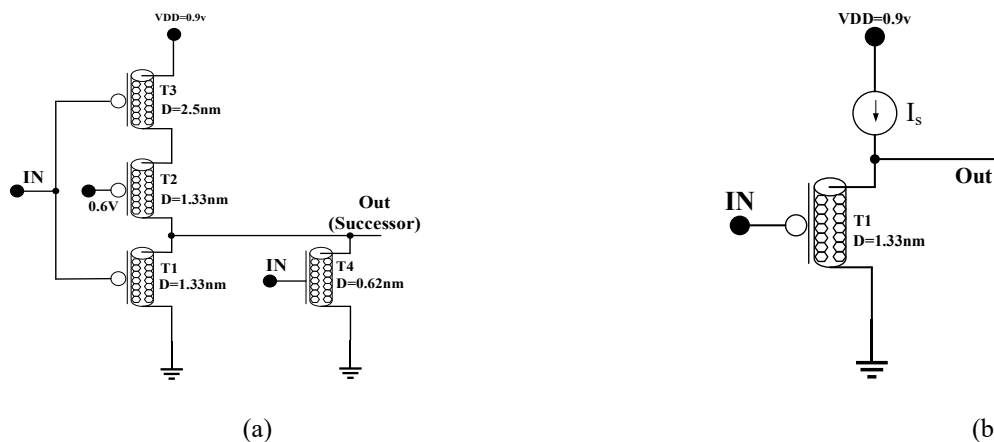 VDD=0.9v
T3
D=2.5nm
IN
T2
D=1.33nm
0.6V
Out
(Successor)
T1
D=1.33nm
IN
T4
D=0.62nm
(a)
VDD=0.9v
Is
Out
IN
T1
D=1.33nm
(b